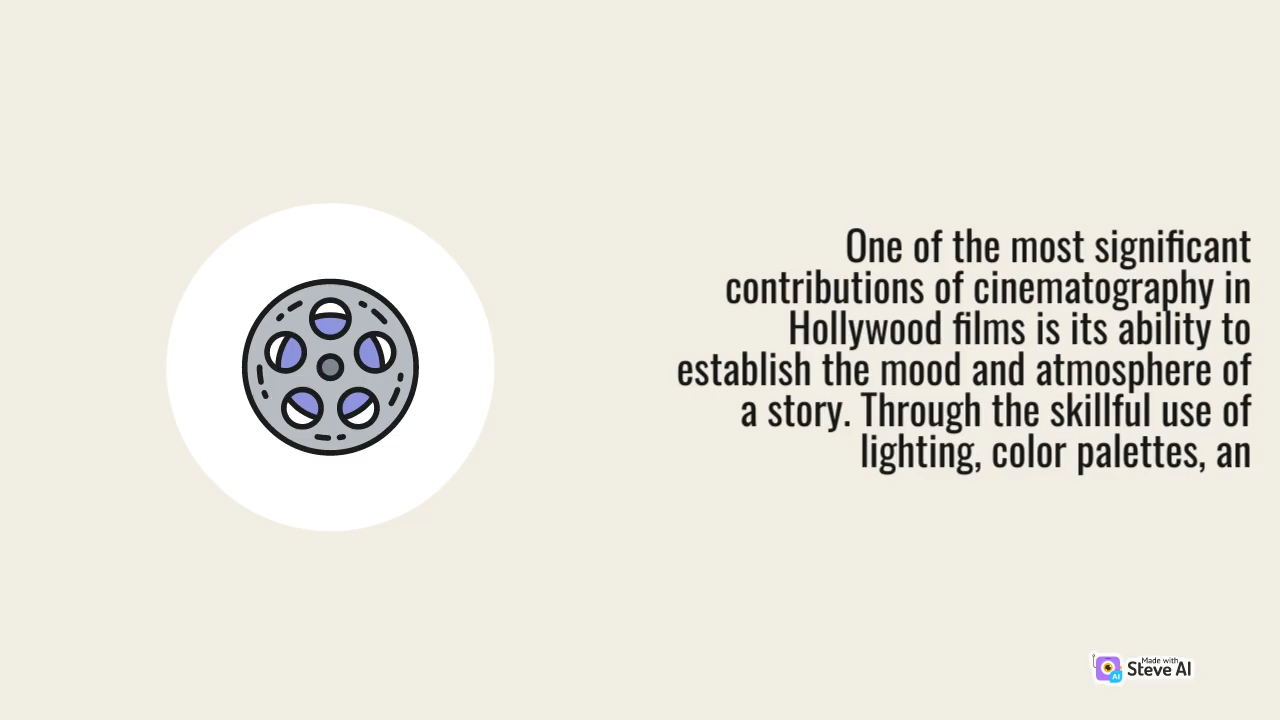 One of the most significant
contributions of cinematography in
Hollywood films is its ability to
establish the mood and atmosphere of
a story. Through the skillful use of
lighting, color palettes, an
Made with
Steve AI
AI